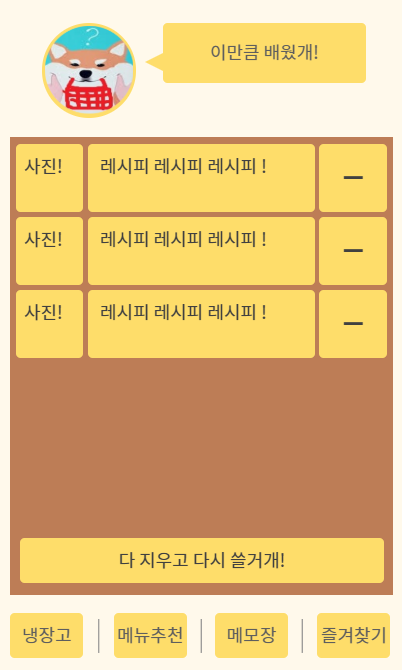 ?
이만큼 배웠개!
사진!
레시피 레시피 레시피 !
사진!
레시피 레시피 레시피 !
사진!
레시피 레시피 레시피 !
다 지우고 다시 쓸거개!
냉장고
메뉴추천
메모장
즐겨찾기